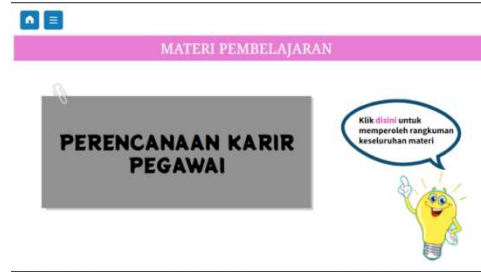 MATERI PEMBELAJARAN
PERENCANAAN KARIR
PEGAWAI
Klik disini untuk
memperoleh rangkuman
keseluruhan materi